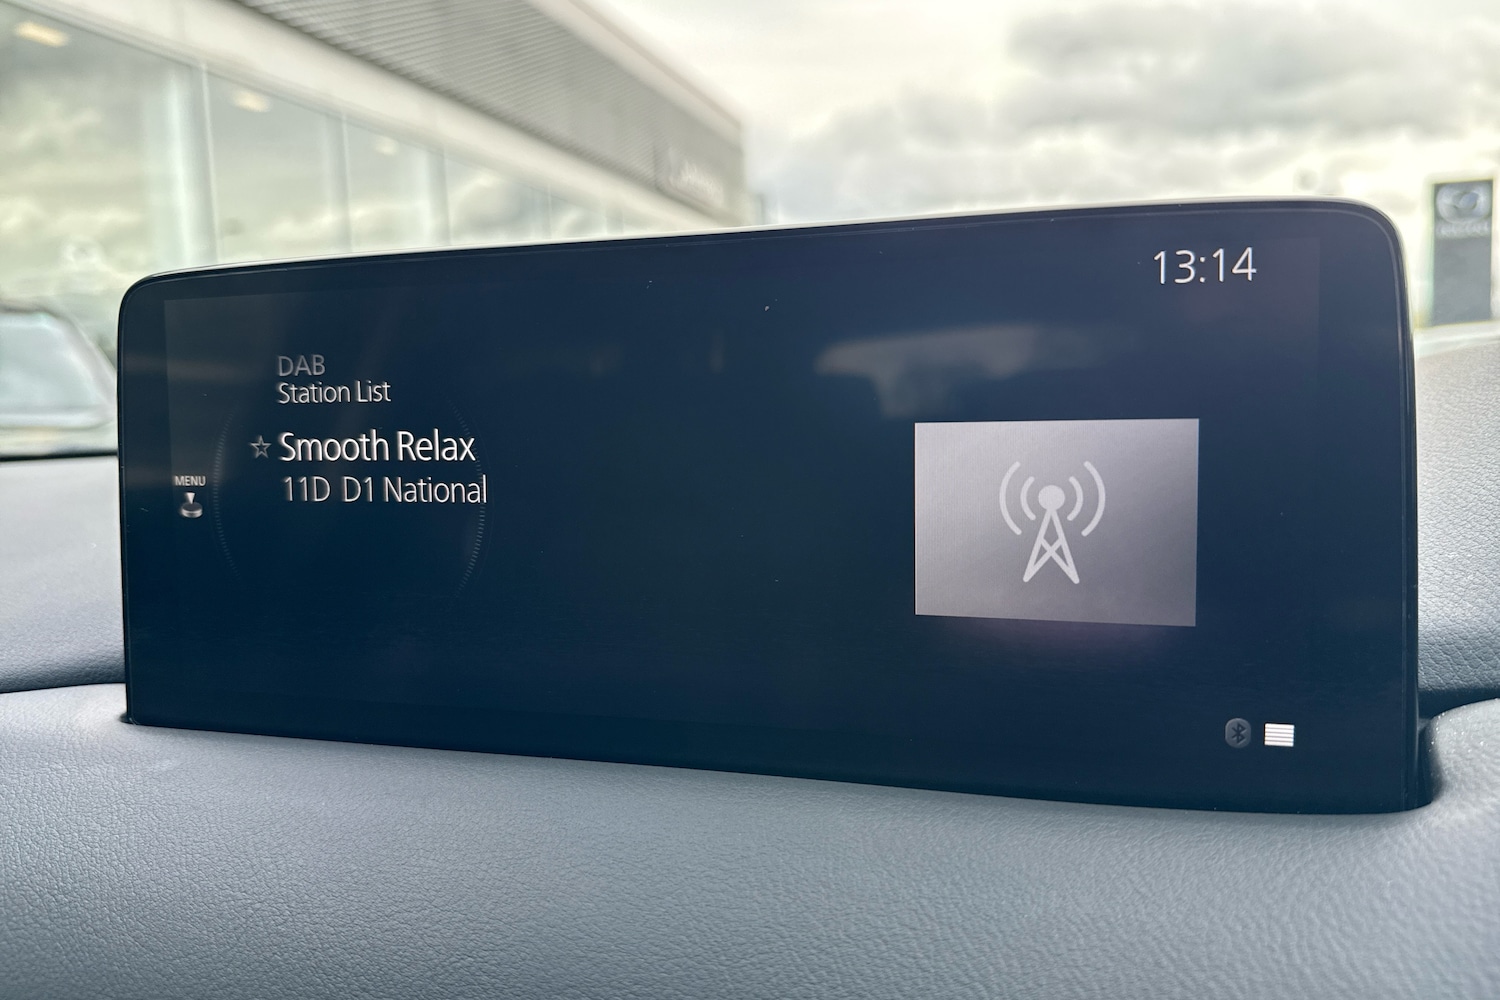 13:14
DAB
Station List
Smooth Relax
11D D1 National
MENU